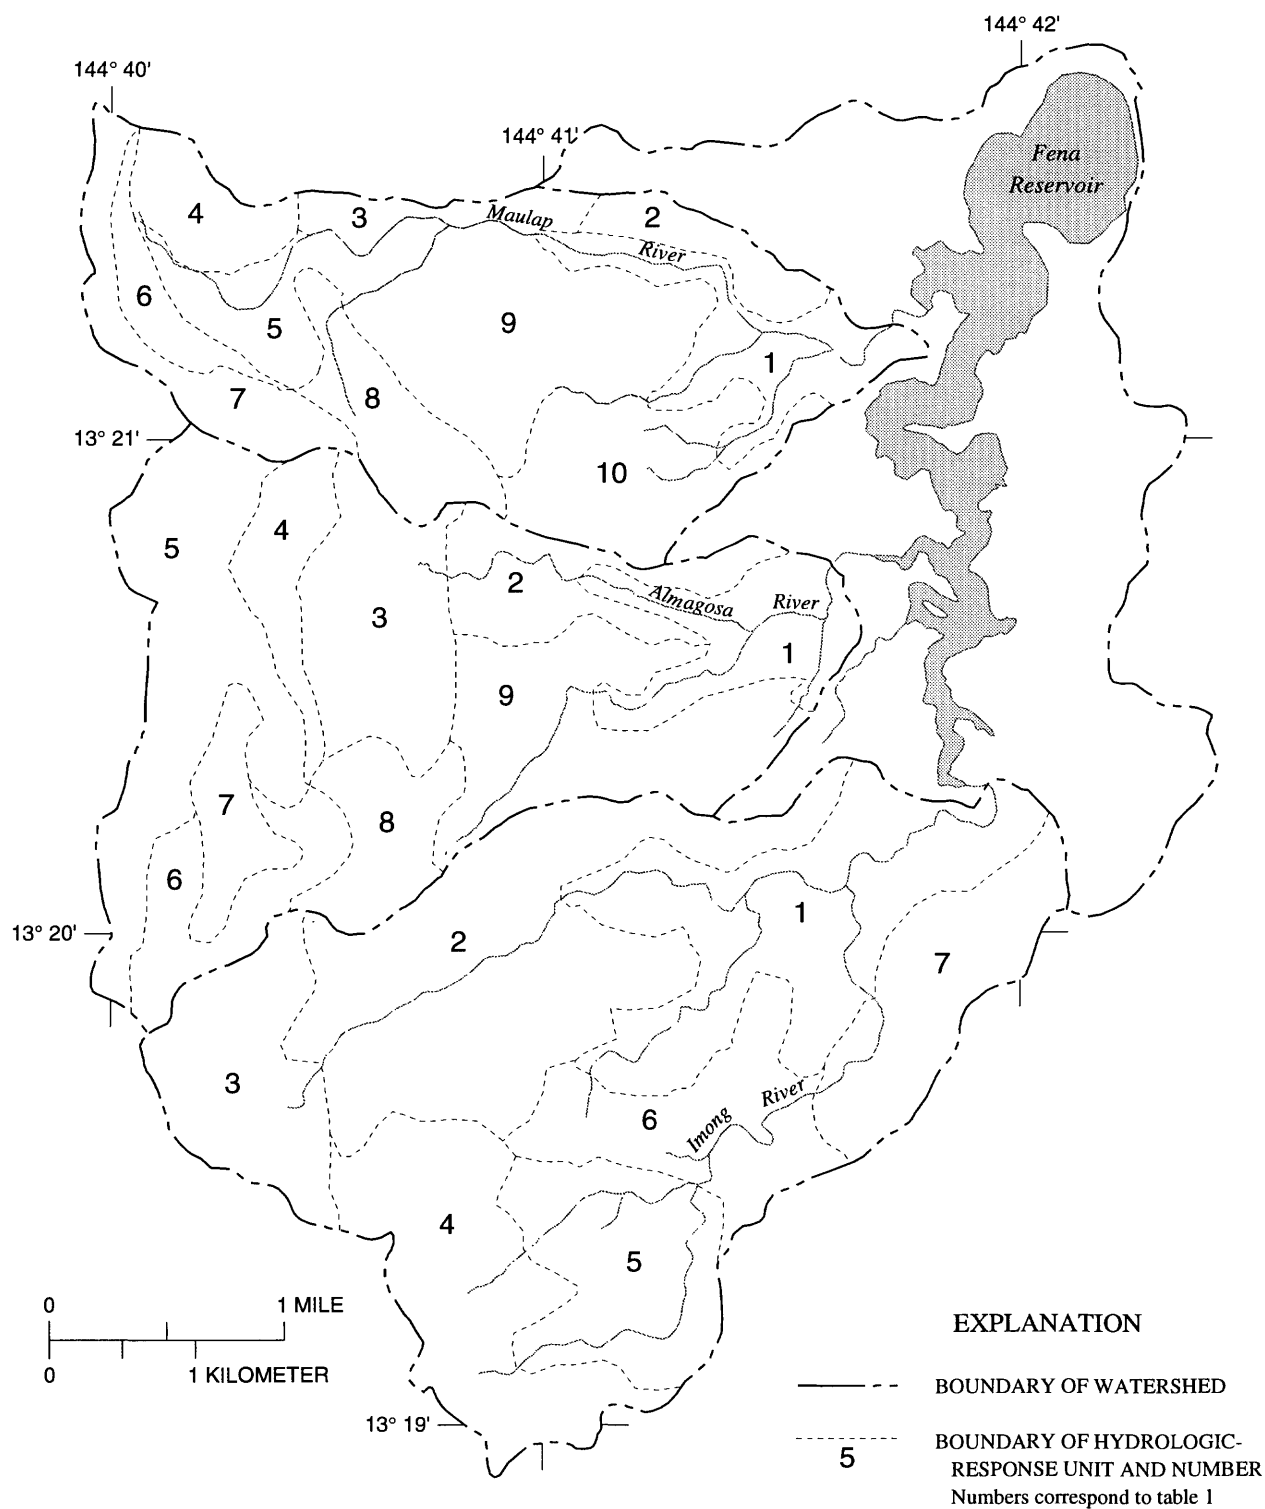 144° 42'
144° 40'
144° 41'
Fena
Reservoir
4
3
Maulap
2
River
6
5
9
1
7
8
13° 21'
10
5
4
2
3
Almagosa
River
1
9
7
8
6
13° 20'
2
1
7
3
6
Imong
River
4
5
0
1 MILE
0
1 KILOMETER
13° 19'
EXPLANATION
BOUNDARY OF WATERSHED
BOUNDARY OF HYDROLOGIC-
5
RESPONSE UNIT AND NUMBER
Numbers correspond to table 1